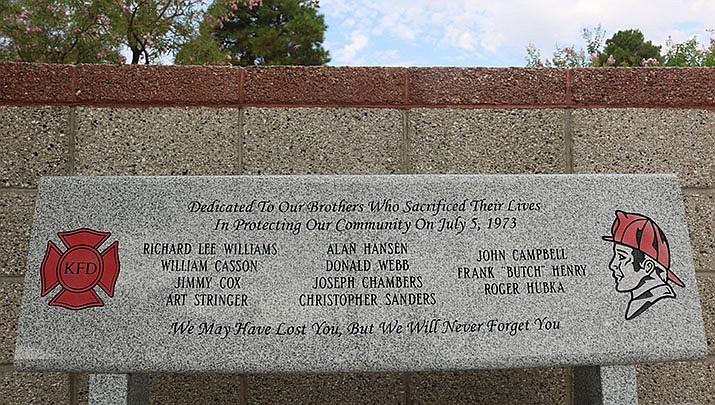 Dedicated To Our Brothers Who Sacrificed Their Lives
In Protecting Our Community On July 5, 1973
KFD
RICHARD LEE WILLIAMS
WILLIAM CASSON
JIMMY COX
ART STRINGER
ALAN HANSEN
DONALD WEBB
JOSEPH CHAMBERS
CHRISTOPHER SANDERS
JOHN CAMPBELL
FRANK "BUTCH" HENRY
ROGER HUBKA
We May Have Lost You, But We Will Never Forget You